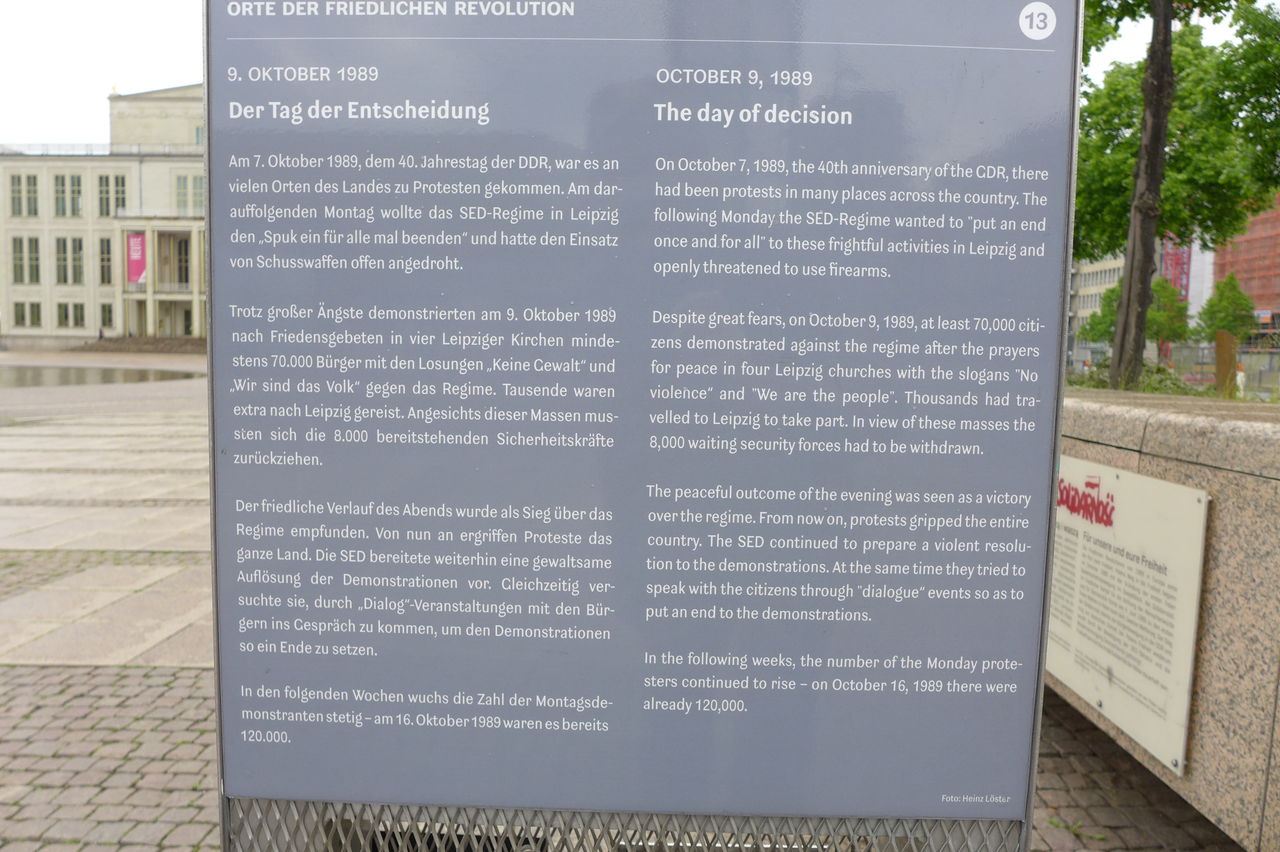 ORTE DER FRIEDLICHEN REVOLUTION
13
9. OKTOBER 1989
Der Tag der Entscheidung
Am 7. Oktober 1989, dem 40. Jahrestag der DDR, war es an
vielen Orten des Landes zu Protesten gekommen. Am dar-
auffolgenden Montag wollte das SED-Regime in Leipzig
den „Spuk ein für alle mal beenden“ und hatte den Einsatz
von Schusswaffen offen angedroht.
Trotz großer Ängste demonstrierten am 9. Oktober 1989
nach Friedensgebeten in vier Leipziger Kirchen minde-
stens 70.000 Bürger mit den Losungen „Keine Gewalt“ und
„Wir sind das Volk“ gegen das Regime. Tausende waren
extra nach Leipzig gereist. Angesichts dieser Massen mus-
sten sich die 8.000 bereitstehenden Sicherheitskräfte
zurückziehen.
Der friedliche Verlauf des Abends wurde als Sieg über das
Regime empfunden. Von nun an ergriffen Proteste das
ganze Land. Die SED bereitete weiterhin eine gewaltsame
Auflösung der Demonstrationen vor. Gleichzeitig ver-
suchte sie, durch „Dialog“-Veranstaltungen mit den Bür-
gern ins Gespräch zu kommen, um den Demonstrationen
so ein Ende zu setzen.
In den folgenden Wochen wuchs die Zahl der Montagsde-
monstranten stetig – am 16. Oktober 1989 waren es bereits
120.000.
OCTOBER 9, 1989
The day of decision
On October 7, 1989, the 40th anniversary of the GDR, there
had been protests in many places across the country. The
following Monday the SED-Regime wanted to "put an end
once and for all" to these frightful activities in Leipzig and
openly threatened to use firearms.
Despite great fears, on October 9, 1989, at least 70,000 citi-
zens demonstrated against the regime after the prayers
for peace in four Leipzig churches with the slogans "No
violence“ and "We are the people". Thousands had tra-
velled to Leipzig to take part. In view of these masses the
8,000 waiting security forces had to be withdrawn.
The peaceful outcome of the evening was seen as a victory
over the regime. From now on, protests gripped the entire
country. The SED continued to prepare a violent resolu-
tion to the demonstrations. At the same time they tried to
speak with the citizens through "dialogue“ events so as to
put an end to the demonstrations.
In the following weeks, the number of the Monday prote-
sters continued to rise – on October 16, 1989 there were
already 120,000.
Foto: Heinz Löster
HEUTE
SOLIDARNOŚĆ
Für unsere und eure Freiheit